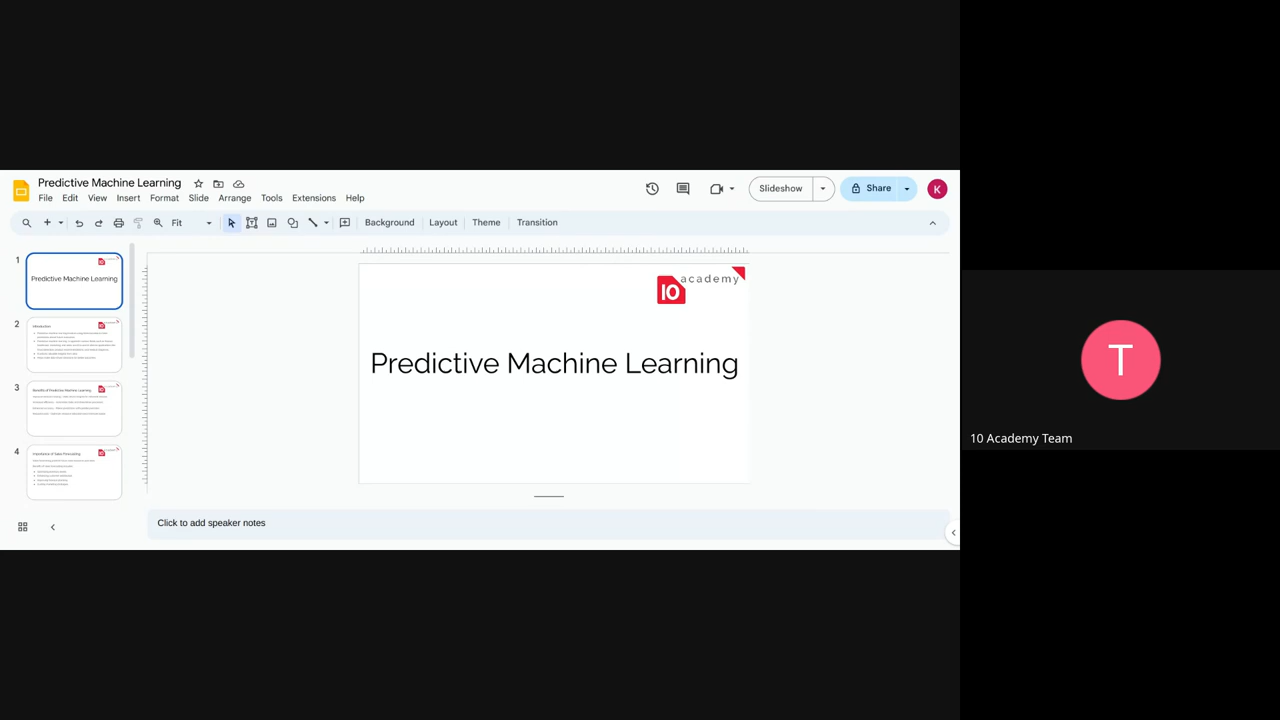 Predictive Machine Learning
File Edit View Insert Format Slide Arrange Tools Extensions Help
Slideshow
Share
K
Fit
Background Layout Theme Transition
1
Predictive Machine Learning
2
Introduction
3
Benefits of Predictive Machine Learning
4
Importance of Sales Forecasting
10 academy
Predictive Machine Learning
Click to add speaker notes
T
10 Academy Team